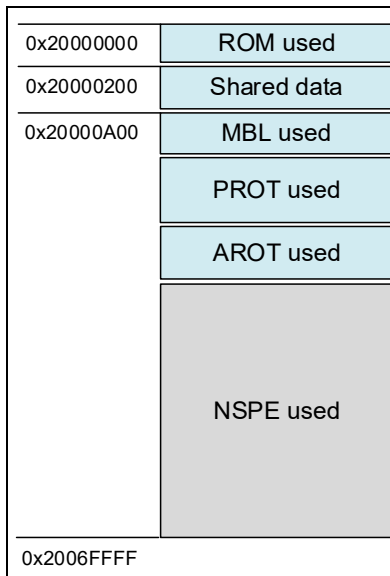 0x20000000 ROM used
0x20000200 Shared data
0x20000A00 MBL used
PROT used
AROT used
NSPE used
0x2006FFFF